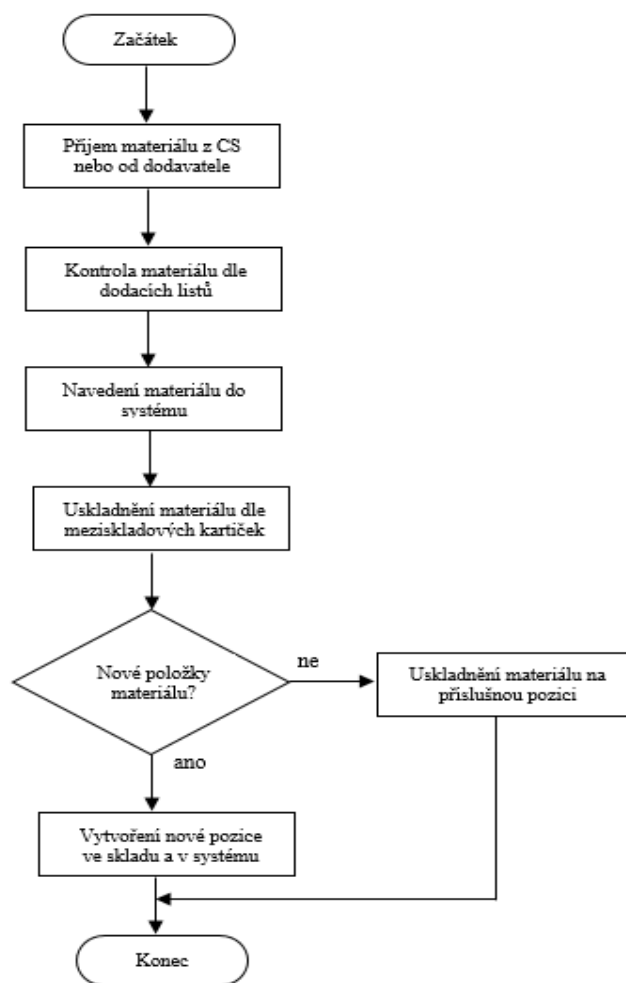 Začátek
Příjem materiálu z CS
nebo od dodavatele
Kontrola materiálu dle
dodacích listů
Navedení materiálu do
systému
Uskladnění materiálu dle
meziskladových kartiček
Nové položky
materiálu?
ne
Uskladnění materiálu na
příslušnou pozici
ano
Vytvoření nové pozice
ve skladu a v systému
Konec